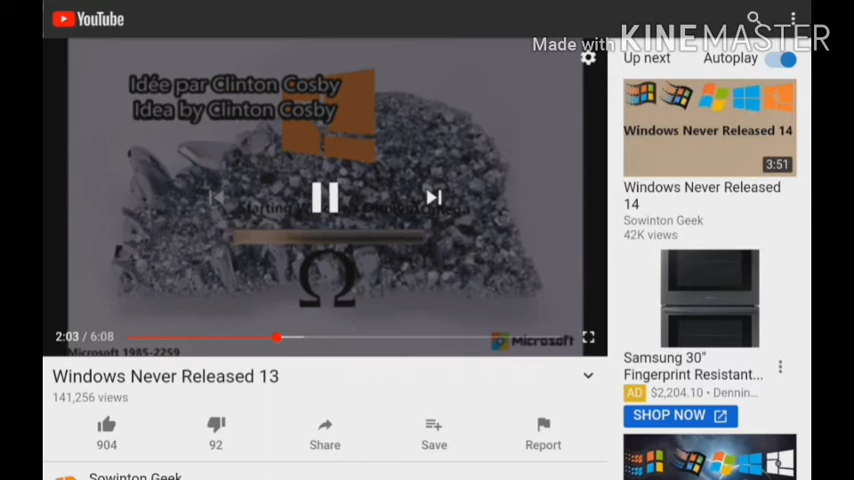 YouTube
Made with KINEMASTER
Up next Autoplay
Idée par Clinton Cosby
Idea by Clinton Cosby
Starting Windows
Omega
2:03 / 6:08
Microsoft
Microsoft 1985-2259
Windows Never Released 13
141,256 views
904
92
Share
Save
Report
Sowinton Geek
Windows Never Released 14
3:51
Windows Never Released
14
Sowinton Geek
42K views
Samsung 30"
Fingerprint Resistant...
AD $2,204.10 • Dennin...
SHOP NOW